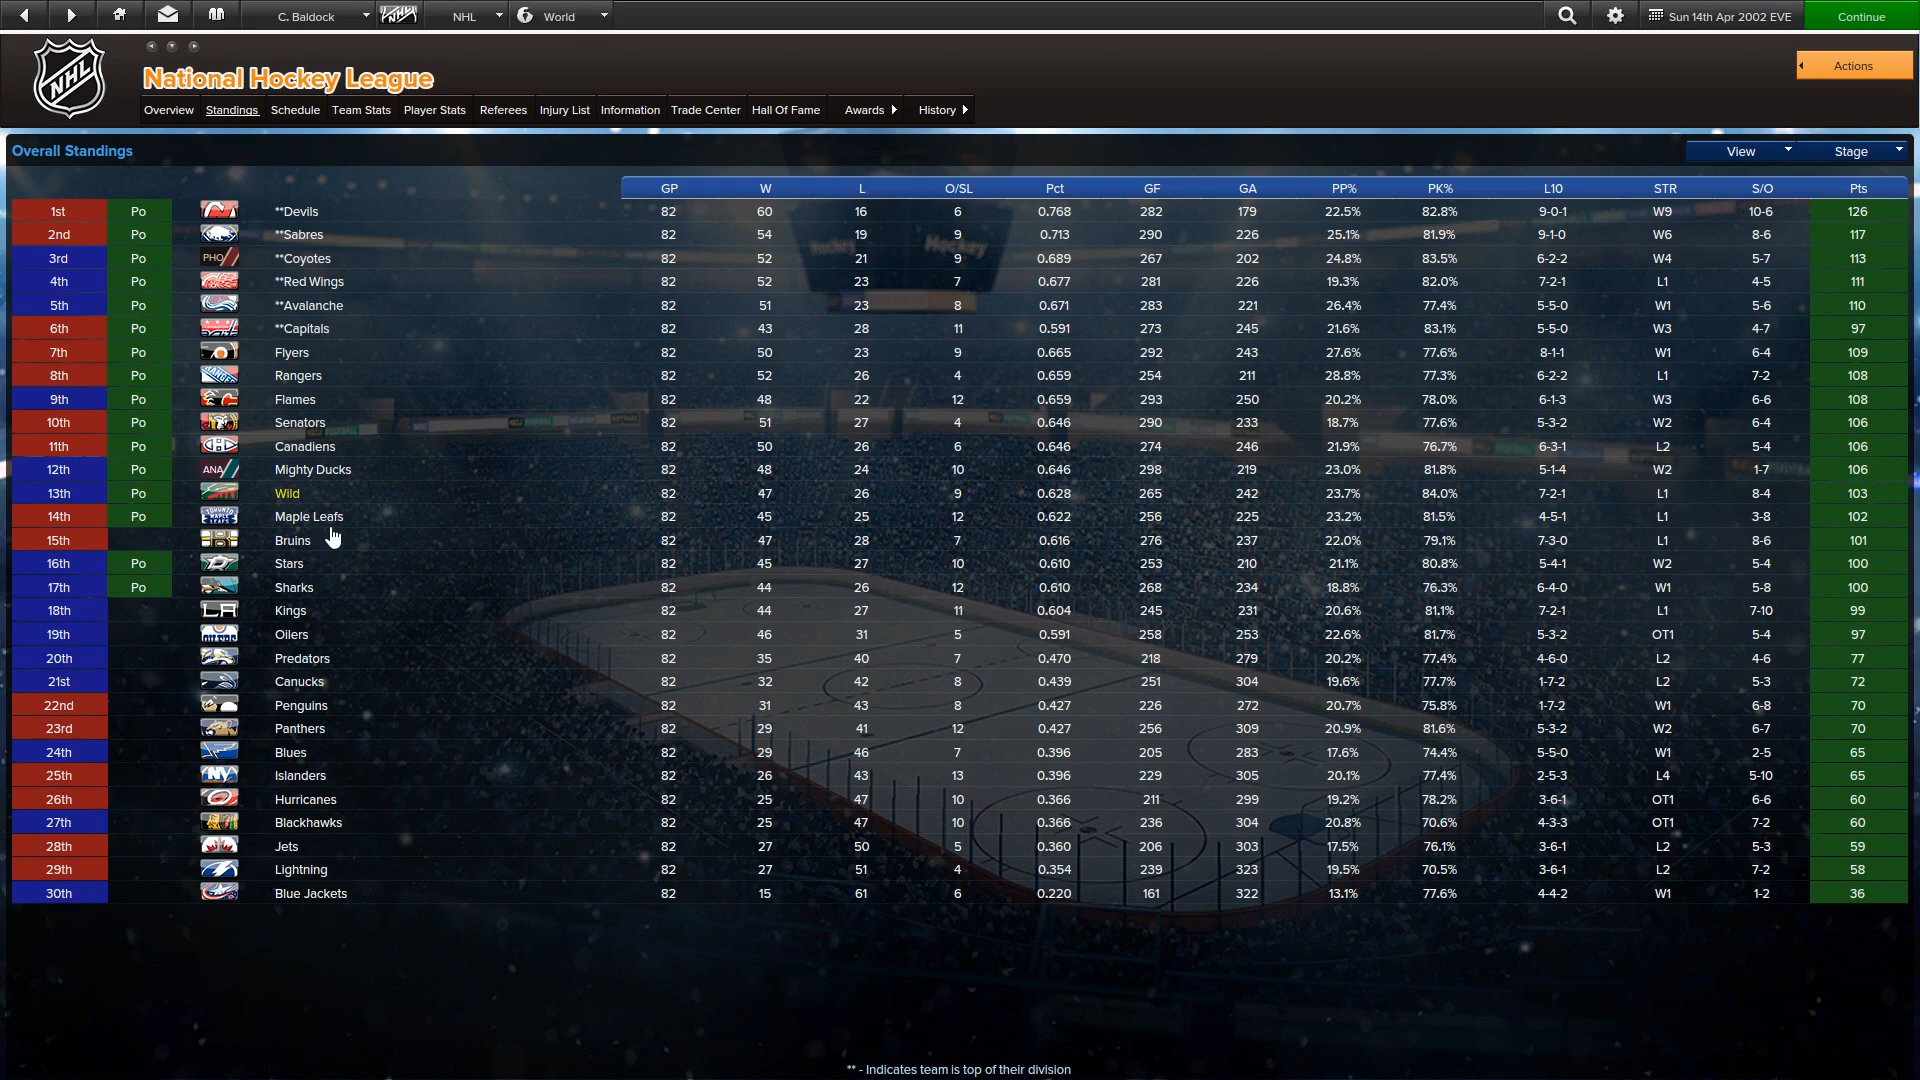 C. Baldock NHL World Sun 14th Apr 2002 EVE Continue
NHL
National Hockey League
Actions
Overview Standings Schedule Team Stats Player Stats Referees Injury List Information Trade Center Hall Of Fame Awards History
Overall Standings View Stage
GP W L O/SL Pct GF GA PP% PK% L10 STR S/O Pts
1st Po **Devils 82 60 16 6 0.768 282 179 22.5% 82.8% 9-0-1 W9 10-6 126
2nd Po **Sabres 82 54 19 9 0.713 290 226 25.1% 81.9% 9-1-0 W6 8-6 117
3rd Po PHO **Coyotes 82 52 21 9 0.689 267 202 24.8% 83.5% 6-2-2 W4 5-7 113
4th Po **Red Wings 82 52 23 7 0.677 281 226 19.3% 82.0% 7-2-1 L1 4-5 111
5th Po **Avalanche 82 51 23 8 0.671 283 221 26.4% 77.4% 5-5-0 W1 5-6 110
6th Po **Capitals 82 43 28 11 0.591 273 245 21.6% 83.1% 5-5-0 W3 4-7 97
7th Po Flyers 82 50 23 9 0.665 292 243 27.6% 77.6% 8-1-1 W1 6-4 109
8th Po Rangers 82 52 26 4 0.659 254 211 28.8% 77.3% 6-2-2 L1 7-2 108
9th Po Flames 82 48 22 12 0.659 293 250 20.2% 78.0% 6-1-3 W3 6-6 108
10th Po Senators 82 51 27 4 0.646 290 233 18.7% 77.6% 5-3-2 W2 6-4 106
11th Po Canadiens 82 50 26 6 0.646 274 246 21.9% 76.7% 6-3-1 L2 5-4 106
12th Po ANA Mighty Ducks 82 48 24 10 0.646 298 219 23.0% 81.8% 5-1-4 W2 1-7 106
13th Po Wild 82 47 26 9 0.628 265 242 23.7% 84.0% 7-2-1 L1 8-4 103
14th Po Maple Leafs 82 45 25 12 0.622 256 225 23.2% 81.5% 4-5-1 L1 3-8 102
15th Bruins 82 47 28 7 0.616 276 237 22.0% 79.1% 7-3-0 L1 8-6 101
16th Po Stars 82 45 27 10 0.610 253 210 21.1% 80.8% 5-4-1 W2 5-4 100
17th Po Sharks 82 44 26 12 0.610 268 234 18.8% 76.3% 6-4-0 W1 5-8 100
18th LA Kings 82 44 27 11 0.604 245 231 20.6% 81.1% 7-2-1 L1 7-10 99
19th Oilers 82 46 31 5 0.591 258 253 22.6% 81.7% 5-3-2 OT1 5-4 97
20th Predators 82 35 40 7 0.470 218 279 20.2% 77.4% 4-6-0 L2 4-6 77
21st Canucks 82 32 42 8 0.439 251 304 19.6% 77.7% 1-7-2 L2 5-3 72
22nd Penguins 82 31 43 8 0.427 226 272 20.7% 75.8% 1-7-2 W1 6-8 70
23rd Panthers 82 29 41 12 0.427 256 309 20.9% 81.6% 5-3-2 W2 6-7 70
24th Blues 82 29 46 7 0.396 205 283 17.6% 74.4% 5-5-0 W1 2-5 65
25th Islanders 82 26 43 13 0.396 229 305 20.1% 77.4% 2-5-3 L4 5-10 65
26th Hurricanes 82 25 47 10 0.366 211 299 19.2% 78.2% 3-6-1 OT1 6-6 60
27th Blackhawks 82 25 47 10 0.366 236 304 20.8% 70.6% 4-3-3 OT1 7-2 60
28th Jets 82 27 50 5 0.360 206 303 17.5% 76.1% 3-6-1 L2 5-3 59
29th Lightning 82 27 51 4 0.354 239 323 19.5% 70.5% 3-6-1 L2 7-2 58
30th Blue Jackets 82 15 61 6 0.220 161 322 13.1% 77.6% 4-4-2 W1 1-2 36
** - Indicates team is top of their division